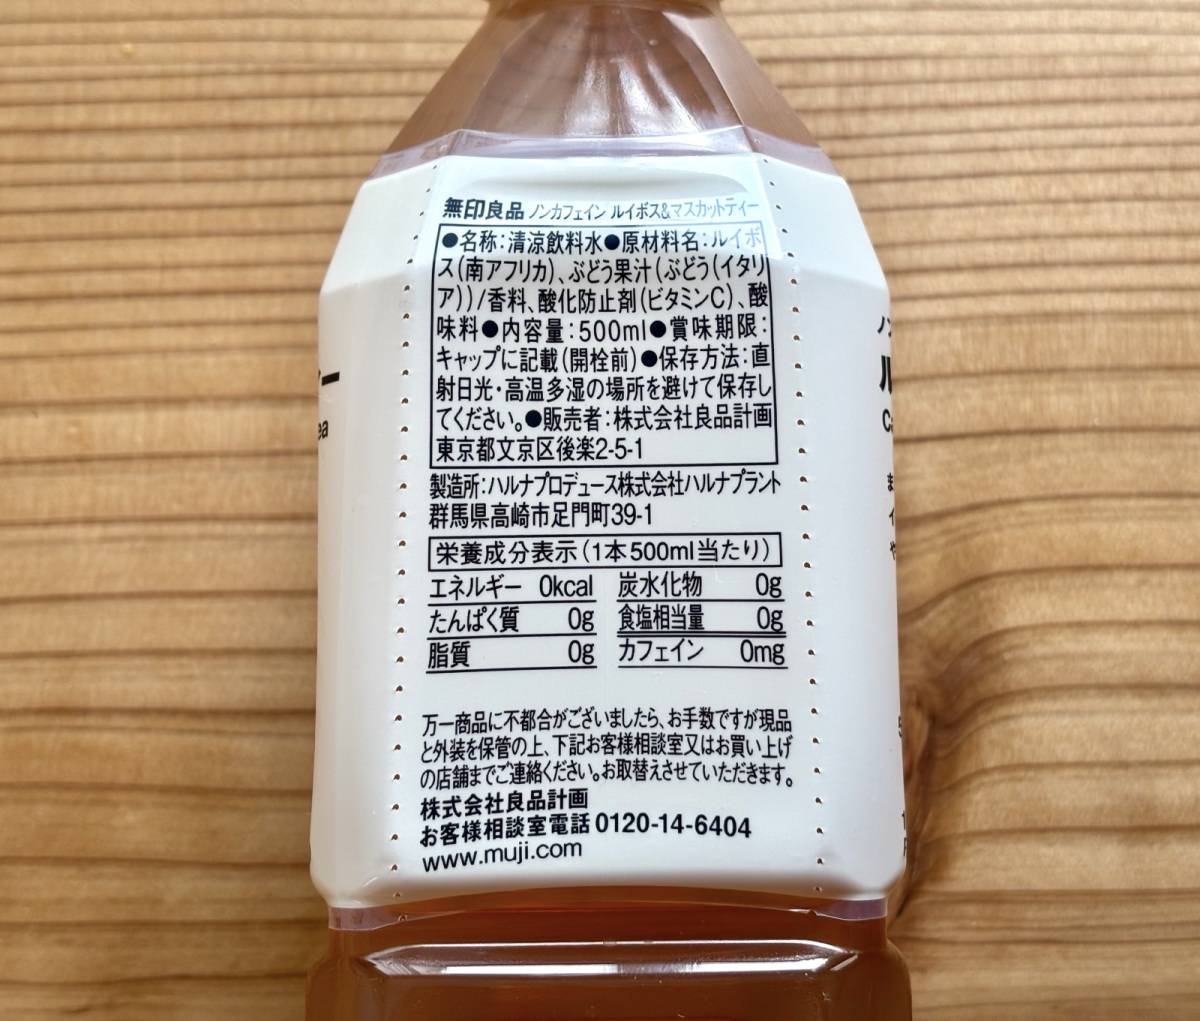 無印良品 ノンカフェイン ルイボス&マスカットティー
●名称:清涼飲料水●原材料名:ルイボ
ス(南アフリカ)、ぶどう果汁(ぶどう(イタリ
ア))/香料、酸化防止剤(ビタミンC)、酸
味料●内容量:500ml●賞味期限:
キャップに記載(開栓前)●保存方法:直
射日光・高温多湿の場所を避けて保存し
てください。●販売者:株式会社良品計画
東京都文京区後楽2-5-1
製造所:ハルナプロデュース株式会社ハルナプラント
群馬県高崎市足門町39-1
栄養成分表示(1本500ml当たり)
エネルギー 0kcal 炭水化物 0g
たんぱく質 0g 食塩相当量 0g
脂質 0g カフェイン 0mg
万一商品に不都合がございましたら、お手数ですが現品
と外装を保管の上、下記お客様相談室又はお買い上げ
の店舗までご連絡ください。お取替えさせていただきます。
株式会社良品計画
お客様相談室電話 0120-14-6404
www.muji.com